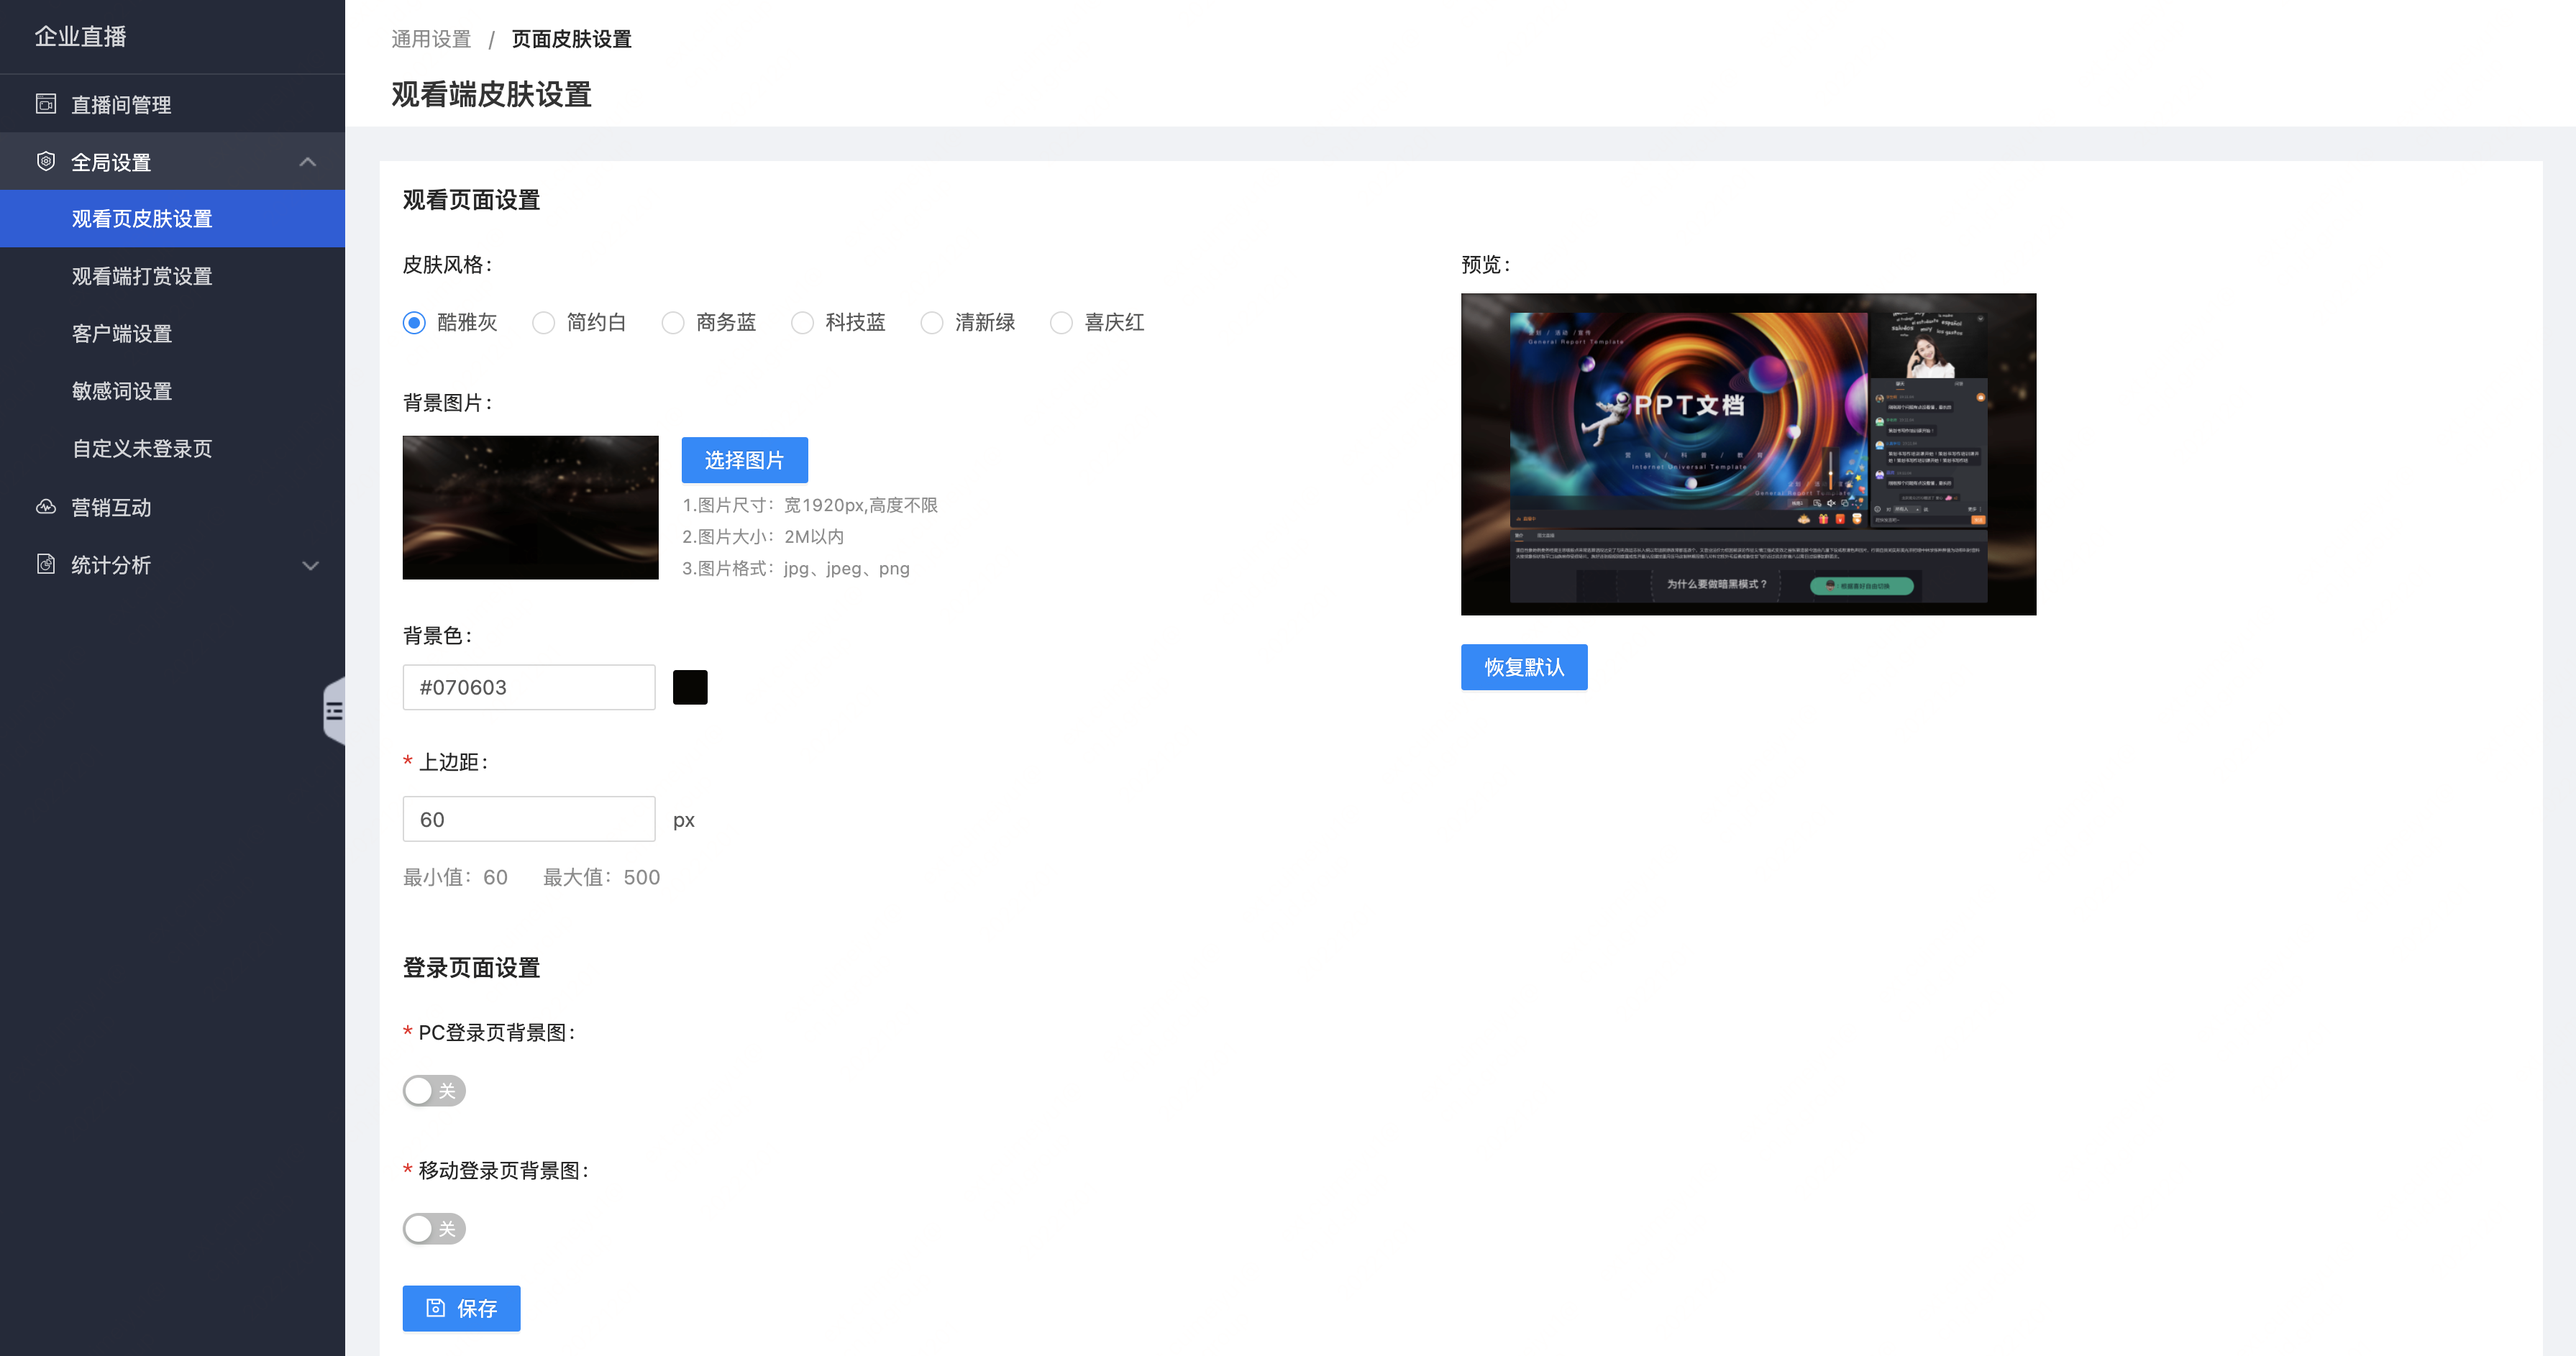 企业直播
直播间管理
全局设置
观看页皮肤设置
观看端打赏设置
客户端设置
敏感词设置
自定义未登录页
营销互动
统计分析
通用设置 / 页面皮肤设置
观看端皮肤设置
观看页面设置
皮肤风格：
酷雅灰 简约白 商务蓝 科技蓝 清新绿 喜庆红
背景图片：
选择图片
1.图片尺寸：宽1920px,高度不限
2.图片大小：2M以内
3.图片格式：jpg、jpeg、png
背景色：
#070603
* 上边距：
60 px
最小值：60 最大值：500
登录页面设置
* PC登录页背景图：
关
* 移动登录页背景图：
关
保存
预览：
General Report Template
PPT文档
Internet Universal Template
General Report Template
为什么要做暗黑模式？
恢复默认